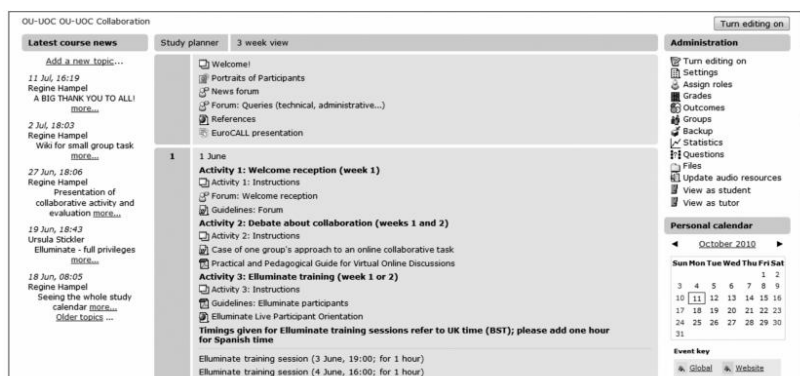 OU-UOC OU-UOC Collaboration
Turn editing on
Latest course news
Add a new topic...
11 Jul, 16:19
Regine Hampel
A BIG THANK YOU TO ALL!
more...
2 Jul, 18:03
Regine Hampel
Wiki for small group task
more...
27 Jun, 18:06
Regine Hampel
Presentation of
collaborative activity and
evaluation more...
19 Jun, 18:43
Ursula Stickler
Elluminate - full privileges
more...
18 Jun, 08:05
Regine Hampel
Seeing the whole study
calendar more...
Older topics ...
Study planner 3 week view
Welcome!
Portraits of Participants
News forum
Forum: Queries (technical, administrative...)
References
EuroCALL presentation
1 1 June
Activity 1: Welcome reception (week 1)
Activity 1: Instructions
Forum: Welcome reception
Guidelines: Forum
Activity 2: Debate about collaboration (weeks 1 and 2)
Activity 2: Instructions
Case of one group's approach to an online collaborative task
Practical and Pedagogical Guide for Virtual Online Discussions
Activity 3: Elluminate training (week 1 or 2)
Activity 3: Instructions
Guidelines: Elluminate participants
Elluminate Live Participant Orientation
Timings given for Elluminate training sessions refer to UK time (BST); please add one hour
for Spanish time
Elluminate training session (3 June, 19:00; for 1 hour)
Elluminate training session (4 June, 16:00; for 1 hour)
Administration
Turn editing on
Settings
Assign roles
Grades
Outcomes
Groups
Backup
Statistics
Questions
Files
Update audio resources
View as student
View as tutor
Personal calendar
◄ October 2010 ►
Sun Mon Tue Wed Thu Fri Sat
1 2
3 4 5 6 7 8 9
10 11 12 13 14 15 16
17 18 19 20 21 22 23
24 25 26 27 28 29 30
31
Event key
Global Website